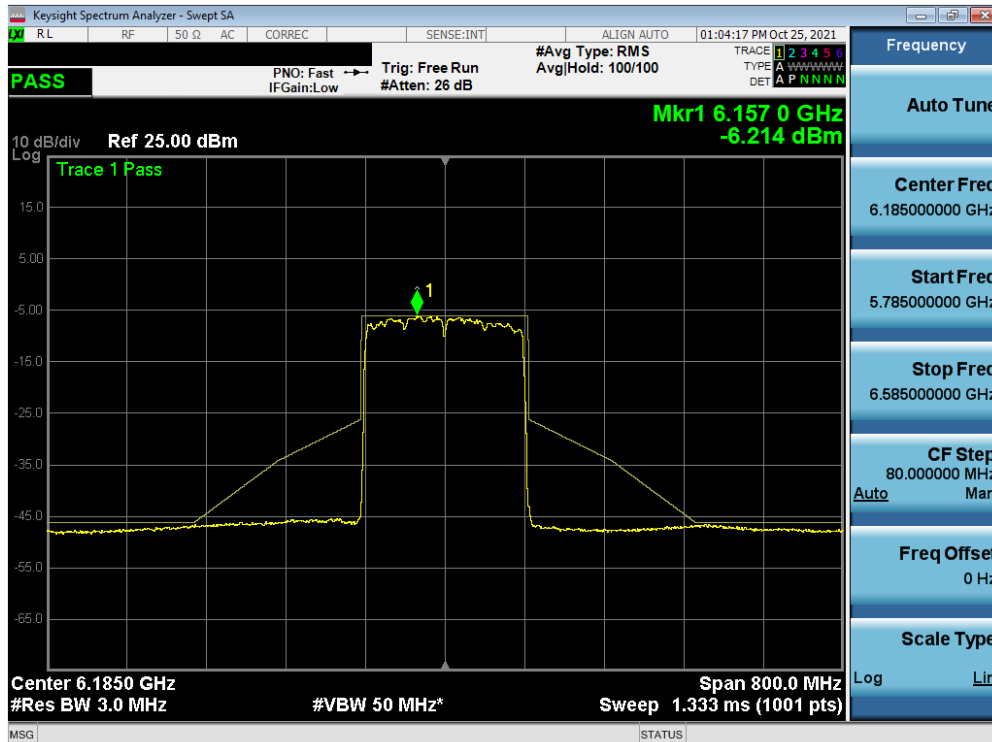 Keysight Spectrum Analyzer - Swept SA
LXI RL RF 50 Ω AC CORREC SENSE:INT ALIGN AUTO 01:04:17 PM Oct 25, 2021
PASS
PNO: Fast
IFGain:Low
Trig: Free Run
#Atten: 26 dB
#Avg Type: RMS
Avg|Hold: 100/100
TRACE 1 2 3 4 5 6
TYPE A WWWWW
DET A P N N N N
Mkr1 6.157 0 GHz
-6.214 dBm
10 dB/div Ref 25.00 dBm
Log
Trace 1 Pass
15.0
5.00
1
-5.00
-15.0
-25.0
-35.0
-45.0
-55.0
-65.0
Center 6.1850 GHz Span 800.0 MHz
#Res BW 3.0 MHz #VBW 50 MHz* Sweep 1.333 ms (1001 pts)
MSG STATUS
Frequency
Auto Tune
Center Freq
6.185000000 GHz
Start Freq
5.785000000 GHz
Stop Freq
6.585000000 GHz
CF Step
80.000000 MHz
Auto Man
Freq Offset
0 Hz
Scale Type
Log Lin